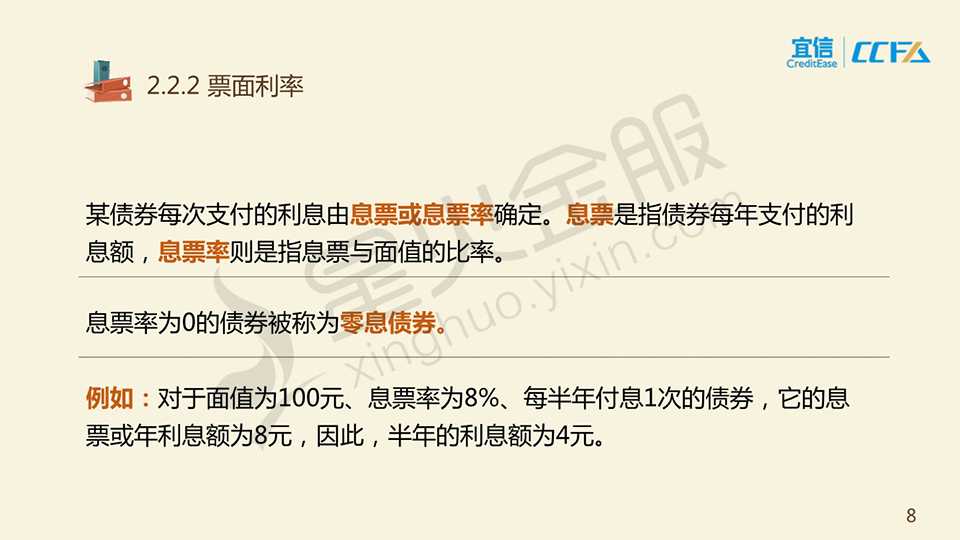 宜信
CreditEase
CCFA
2.2.2 票面利率
某债券每次支付的利息由息票或息票率确定。息票是指债券每年支付的利
息额，息票率则是指息票与面值的比率。
息票率为0的债券被称为零息债券。
例如：对于面值为100元、息票率为8%、每半年付息1次的债券，它的息
票或年利息额为8元，因此，半年的利息额为4元。
星火金服
xinghuo.yixin.com
8